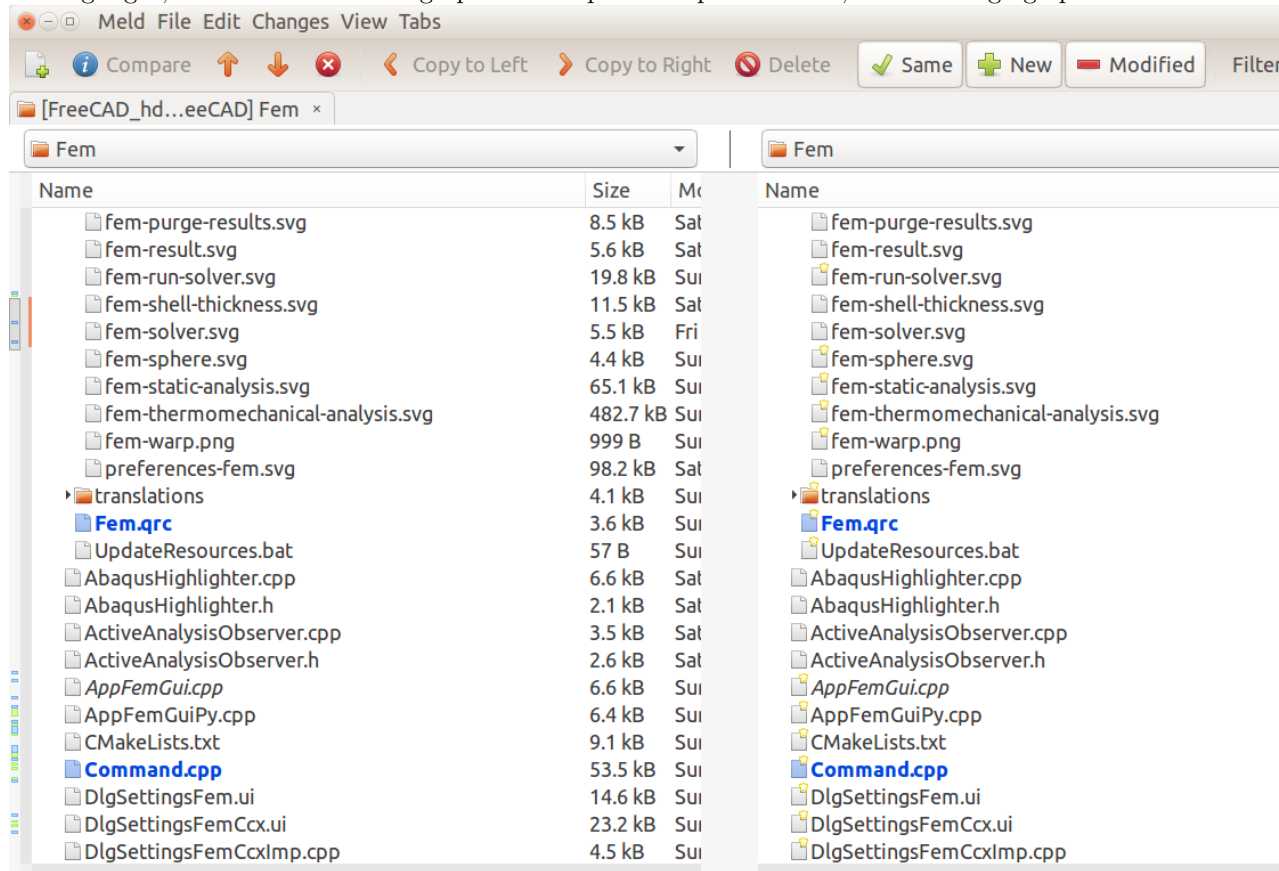 Meld File Edit Changes View Tabs
Compare Copy to Left Copy to Right Delete Same New Modified Filter
[FreeCAD_hd...eeCAD] Fem ×
Fem Fem
Name Size Mo Name
fem-purge-results.svg 8.5 kB Sat fem-purge-results.svg
fem-result.svg 5.6 kB Sat fem-result.svg
fem-run-solver.svg 19.8 kB Sun fem-run-solver.svg
fem-shell-thickness.svg 11.5 kB Sat fem-shell-thickness.svg
fem-solver.svg 5.5 kB Fri fem-solver.svg
fem-sphere.svg 4.4 kB Sun fem-sphere.svg
fem-static-analysis.svg 65.1 kB Sun fem-static-analysis.svg
fem-thermomechanical-analysis.svg 482.7 kB Sun fem-thermomechanical-analysis.svg
fem-warp.png 999 B Sun fem-warp.png
preferences-fem.svg 98.2 kB Sat preferences-fem.svg
translations 4.1 kB Sun translations
Fem.qrc 3.6 kB Sun Fem.qrc
UpdateResources.bat 57 B Sun UpdateResources.bat
AbaqusHighlighter.cpp 6.6 kB Sat AbaqusHighlighter.cpp
AbaqusHighlighter.h 2.1 kB Sat AbaqusHighlighter.h
ActiveAnalysisObserver.cpp 3.5 kB Sat ActiveAnalysisObserver.cpp
ActiveAnalysisObserver.h 2.6 kB Sat ActiveAnalysisObserver.h
AppFemGui.cpp 6.6 kB Sun AppFemGui.cpp
AppFemGuiPy.cpp 6.4 kB Sun AppFemGuiPy.cpp
CMakeLists.txt 9.1 kB Sun CMakeLists.txt
Command.cpp 53.5 kB Sun Command.cpp
DlgSettingsFem.ui 14.6 kB Sun DlgSettingsFem.ui
DlgSettingsFemCcx.ui 23.2 kB Sun DlgSettingsFemCcx.ui
DlgSettingsFemCcxImp.cpp 4.5 kB Sun DlgSettingsFemCcxImp.cpp